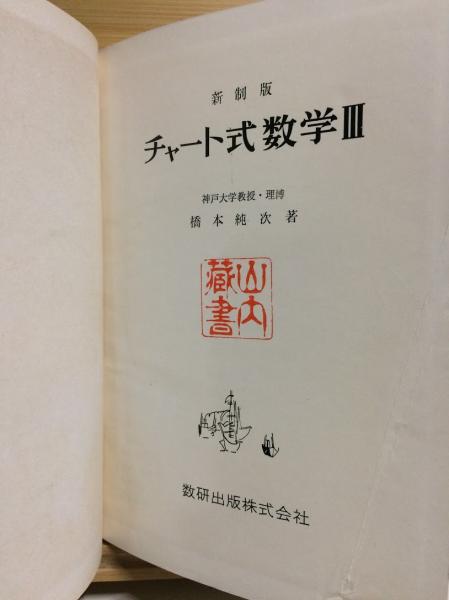 新制版
チャート式数学III
神戸大学教授・理博
橋本純次著
山内
蔵書
数研出版株式会社